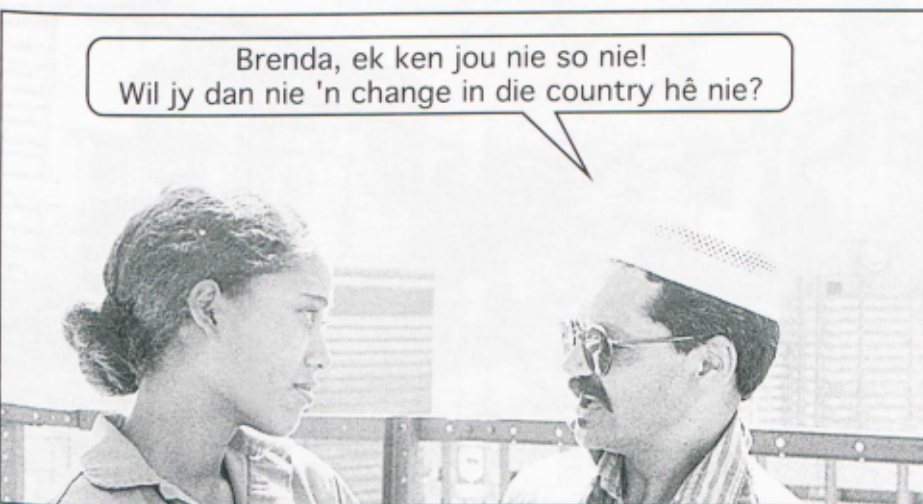 Brenda, ek ken jou nie so nie!
Wil jy dan nie 'n change in die country hê nie?